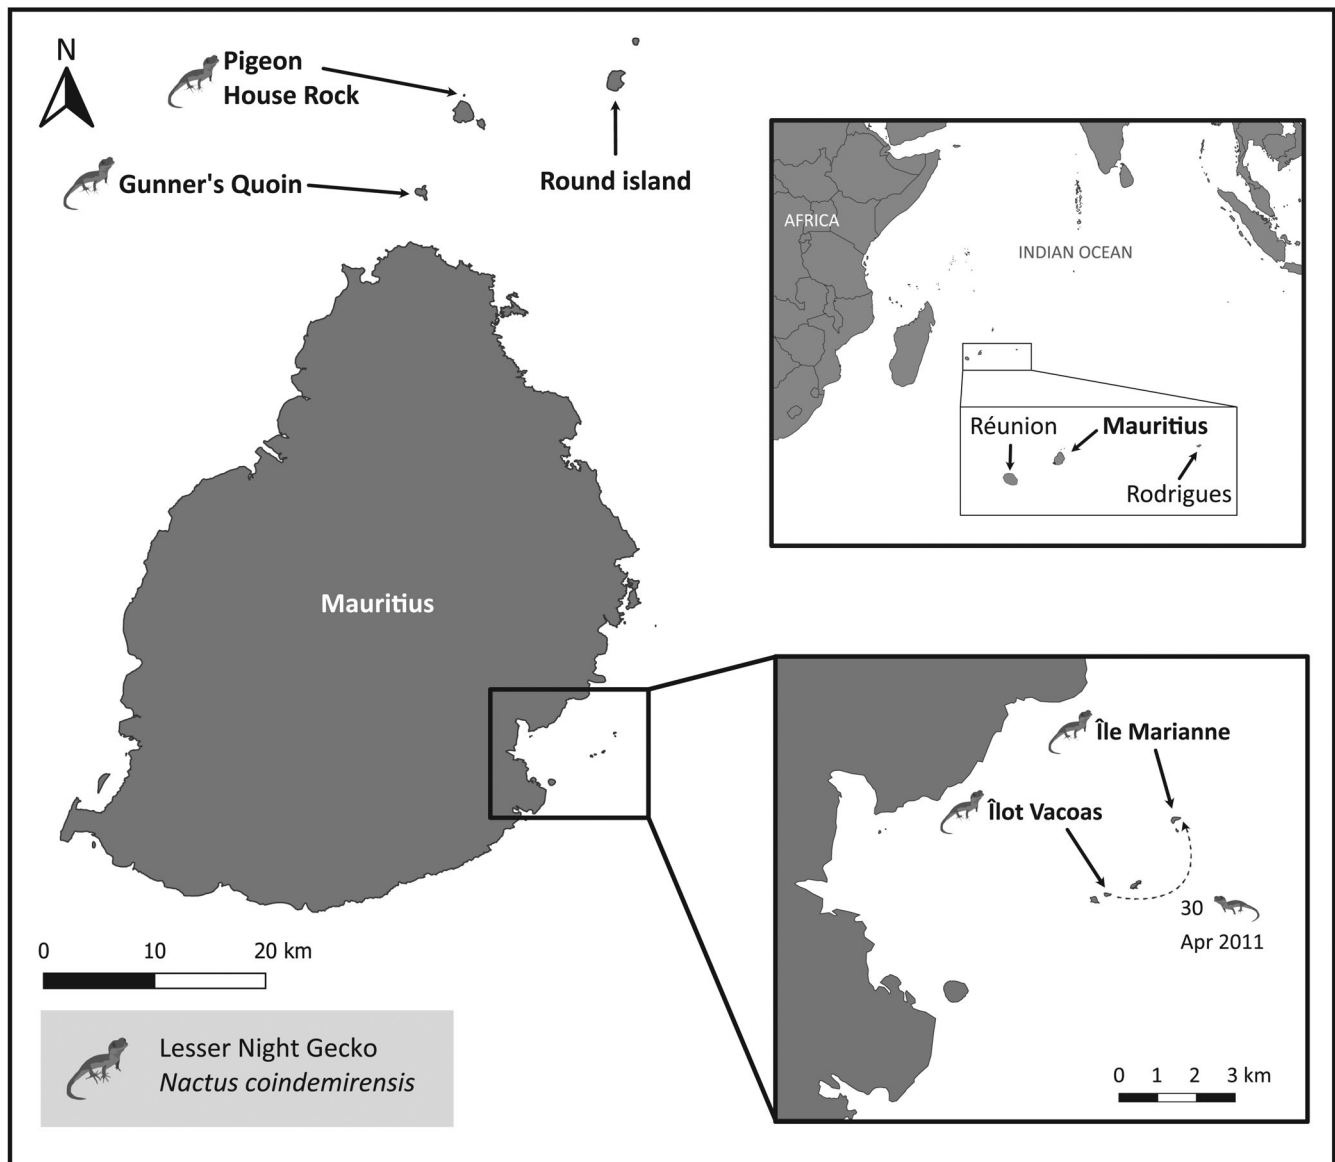 N
Pigeon
House Rock
Gunner's Quoin
Round island
AFRICA
INDIAN OCEAN
Réunion
Mauritius
Rodrigues
Mauritius
Île Marianne
Îlot Vacoas
30
Apr 2011
0 10 20 km
0 1 2 3 km
Lesser Night Gecko
Nactus coindemirensis